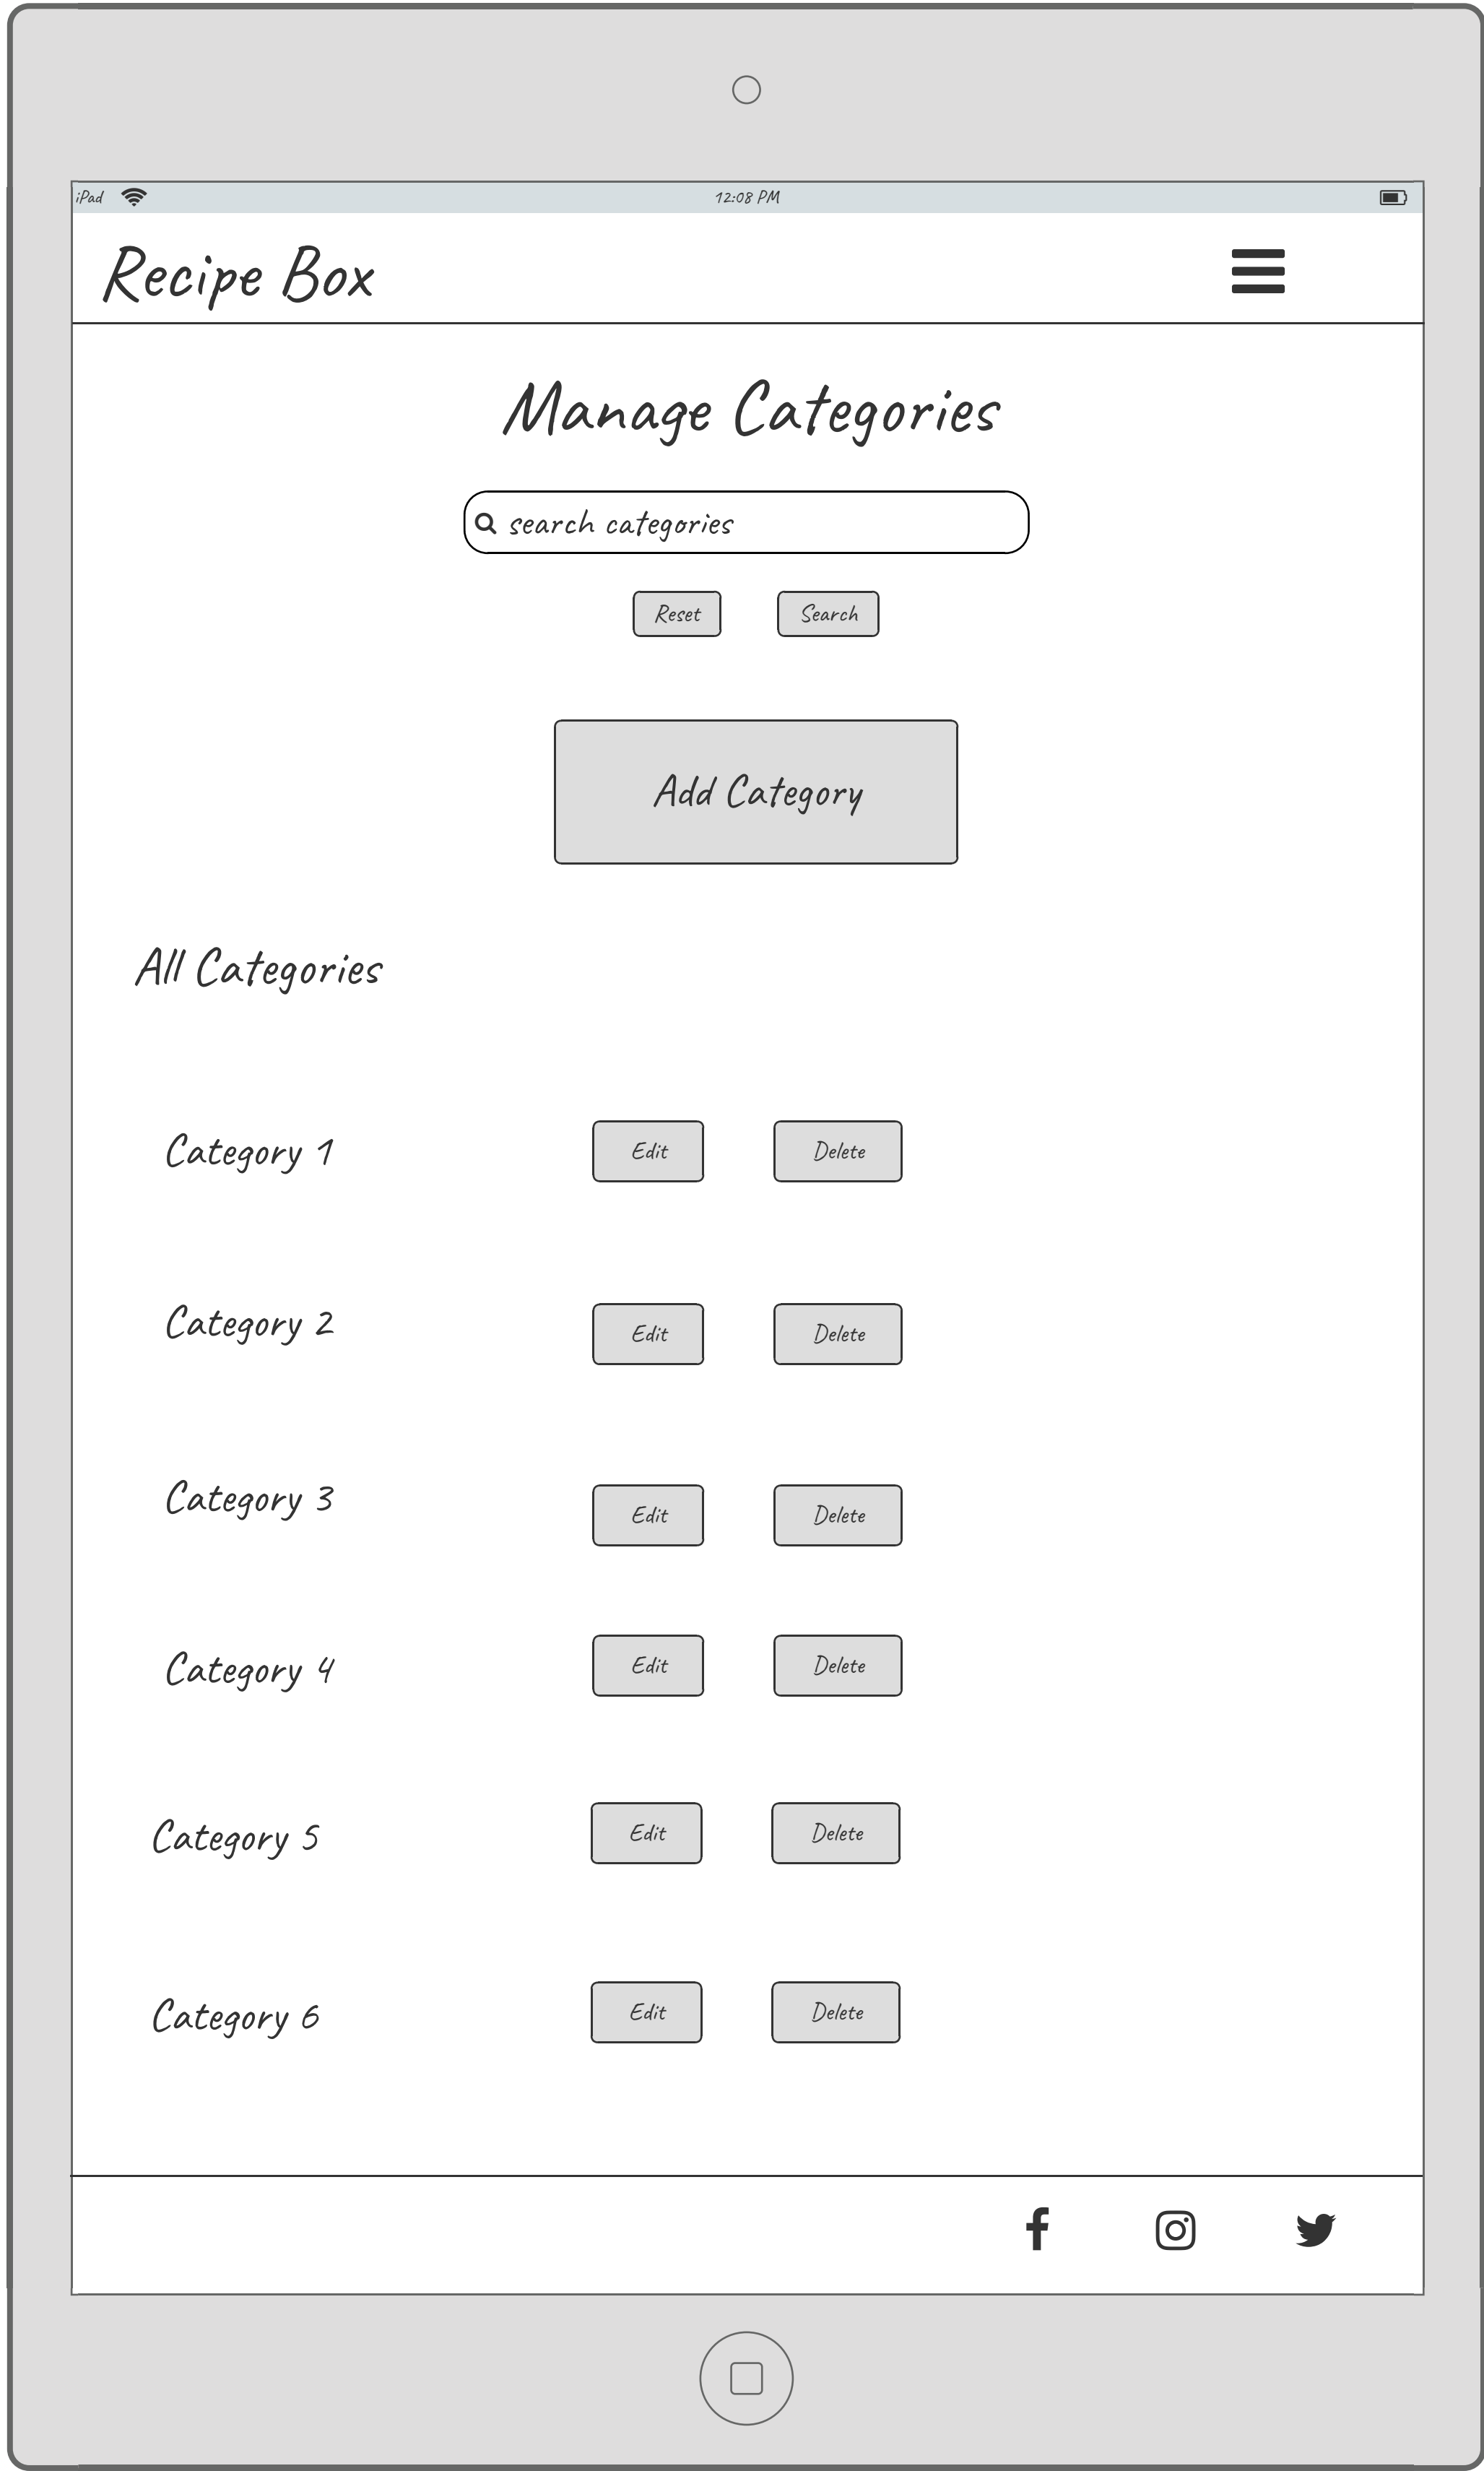 iPad 12:08 PM
Recipe Box
Manage Categories
search categories
Reset Search
Add Category
All Categories
Category 1 Edit Delete
Category 2 Edit Delete
Category 3 Edit Delete
Category 4 Edit Delete
Category 5 Edit Delete
Category 6 Edit Delete